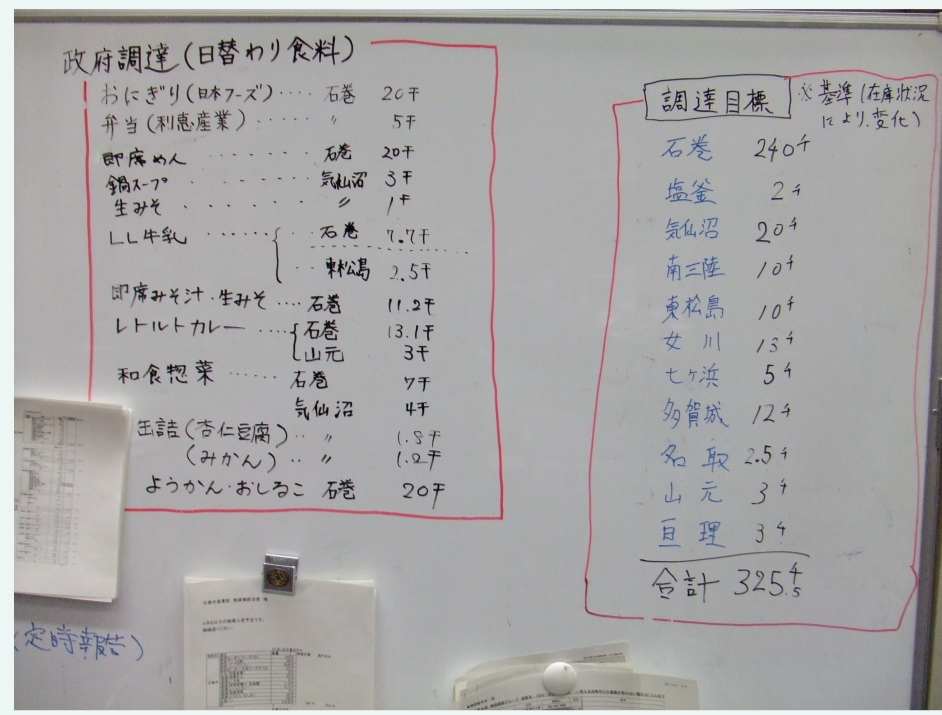 政府調達(日替わり食料)
おにぎり(日本フーズ)‥‥ 石巻 20千
弁当(利恵産業)‥‥‥ 〃 5千
即席めん ‥‥‥ 石巻 20千
鍋スープ ‥‥‥ 気仙沼 3千
生みそ ‥‥‥ 〃 1千
LL牛乳 ‥‥‥ 石巻 7.7千
‥ 東松島 2.5千
即席みそ汁・生みそ ‥‥ 石巻 11.2千
レトルトカレー ‥‥ 石巻 13.1千
山元 3千
和食惣菜 ‥‥‥ 石巻 7千
気仙沼 4千
缶詰(杏仁豆腐)‥ 〃 1.8千
(みかん)‥ 〃 1.2千
ようかん・おしるこ 石巻 20千
調達目標
※基準(在庫状況
により、変化)
石巻 240千
塩釜 2千
気仙沼 20千
南三陸 10千
東松島 10千
女川 13千
七ヶ浜 5千
多賀城 12千
名取 2.5千
山元 3千
亘理 3千
合計 325.5千
(定時報告)